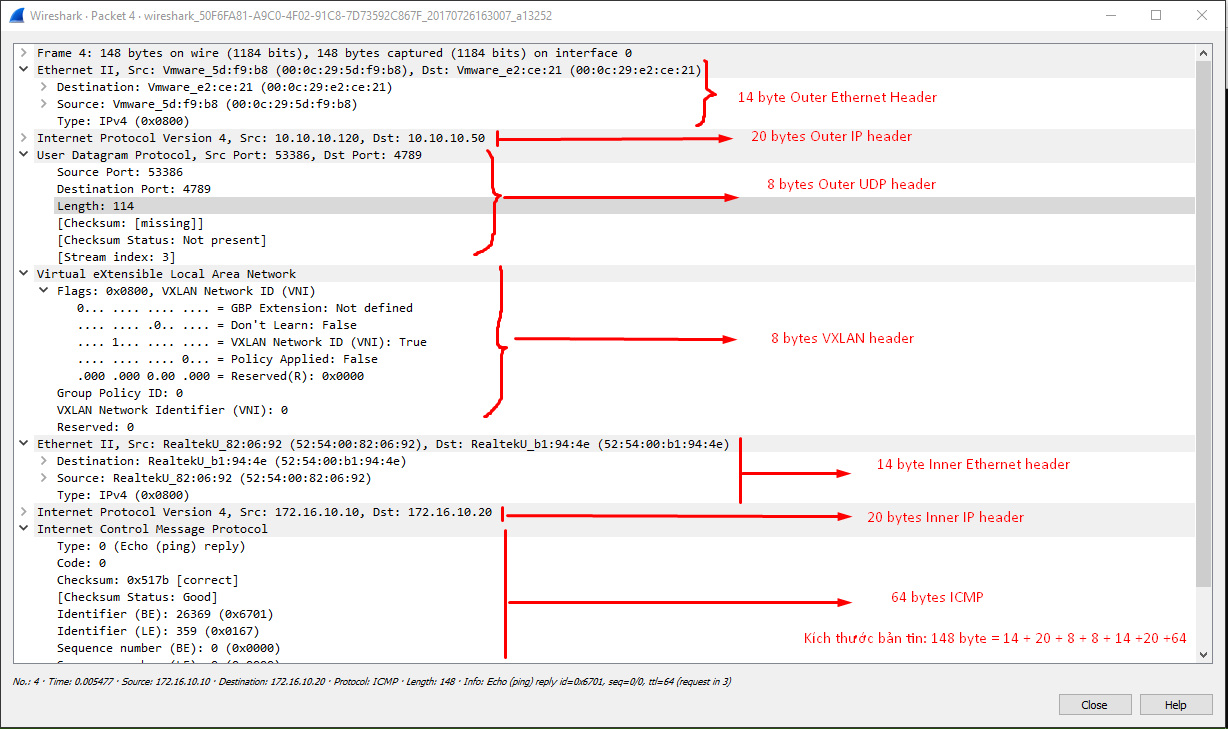 Wireshark · Packet 4 · wireshark_50F6FA81-A9C0-4F02-91C8-7D73592C867F_20170726163007_a13252
Frame 4: 148 bytes on wire (1184 bits), 148 bytes captured (1184 bits) on interface 0
Ethernet II, Src: Vmware_5d:f9:b8 (00:0c:29:5d:f9:b8), Dst: Vmware_e2:ce:21 (00:0c:29:e2:ce:21)
Destination: Vmware_e2:ce:21 (00:0c:29:e2:ce:21)
14 byte Outer Ethernet Header
Source: Vmware_5d:f9:b8 (00:0c:29:5d:f9:b8)
Type: IPv4 (0x0800)
Internet Protocol Version 4, Src: 10.10.10.120, Dst: 10.10.10.50
20 bytes Outer IP header
User Datagram Protocol, Src Port: 53386, Dst Port: 4789
Source Port: 53386
8 bytes Outer UDP header
Destination Port: 4789
Length: 114
[Checksum: [missing]]
[Checksum Status: Not present]
[Stream index: 3]
Virtual eXtensible Local Area Network
Flags: 0x0800, VXLAN Network ID (VNI)
0... .... .... .... = GBP Extension: Not defined
.... .... .0.. .... = Don't Learn: False
.... 1... .... .... = VXLAN Network ID (VNI): True
8 bytes VXLAN header
.... .... .... 0... = Policy Applied: False
.000 .000 0.00 .000 = Reserved(R): 0x0000
Group Policy ID: 0
VXLAN Network Identifier (VNI): 0
Reserved: 0
Ethernet II, Src: RealtekU_82:06:92 (52:54:00:82:06:92), Dst: RealtekU_b1:94:4e (52:54:00:b1:94:4e)
Destination: RealtekU_b1:94:4e (52:54:00:b1:94:4e)
14 byte Inner Ethernet header
Source: RealtekU_82:06:92 (52:54:00:82:06:92)
Type: IPv4 (0x0800)
Internet Protocol Version 4, Src: 172.16.10.10, Dst: 172.16.10.20
20 bytes Inner IP header
Internet Control Message Protocol
Type: 0 (Echo (ping) reply)
Code: 0
Checksum: 0x517b [correct]
[Checksum Status: Good]
64 bytes ICMP
Identifier (BE): 26369 (0x6701)
Identifier (LE): 359 (0x0167)
Kích thước bản tin: 148 byte = 14 + 20 + 8 + 8 + 14 +20 +64
Sequence number (BE): 0 (0x0000)
No.: 4 · Time: 0.005477 · Source: 172.16.10.10 · Destination: 172.16.10.20 · Protocol: ICMP · Length: 148 · Info: Echo (ping) reply id=0x6701, seq=0/0, ttl=64 (request in 3)
Close
Help